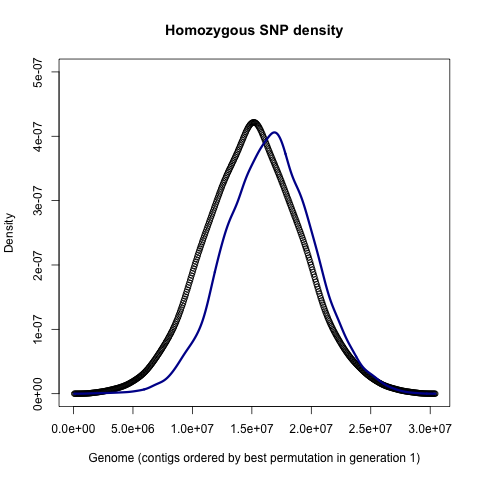 Homozygous SNP density
5e-07
4e-07
3e-07
2e-07
1e-07
0e+00
Density
0.0e+00 5.0e+06 1.0e+07 1.5e+07 2.0e+07 2.5e+07 3.0e+07
Genome (contigs ordered by best permutation in generation 1)